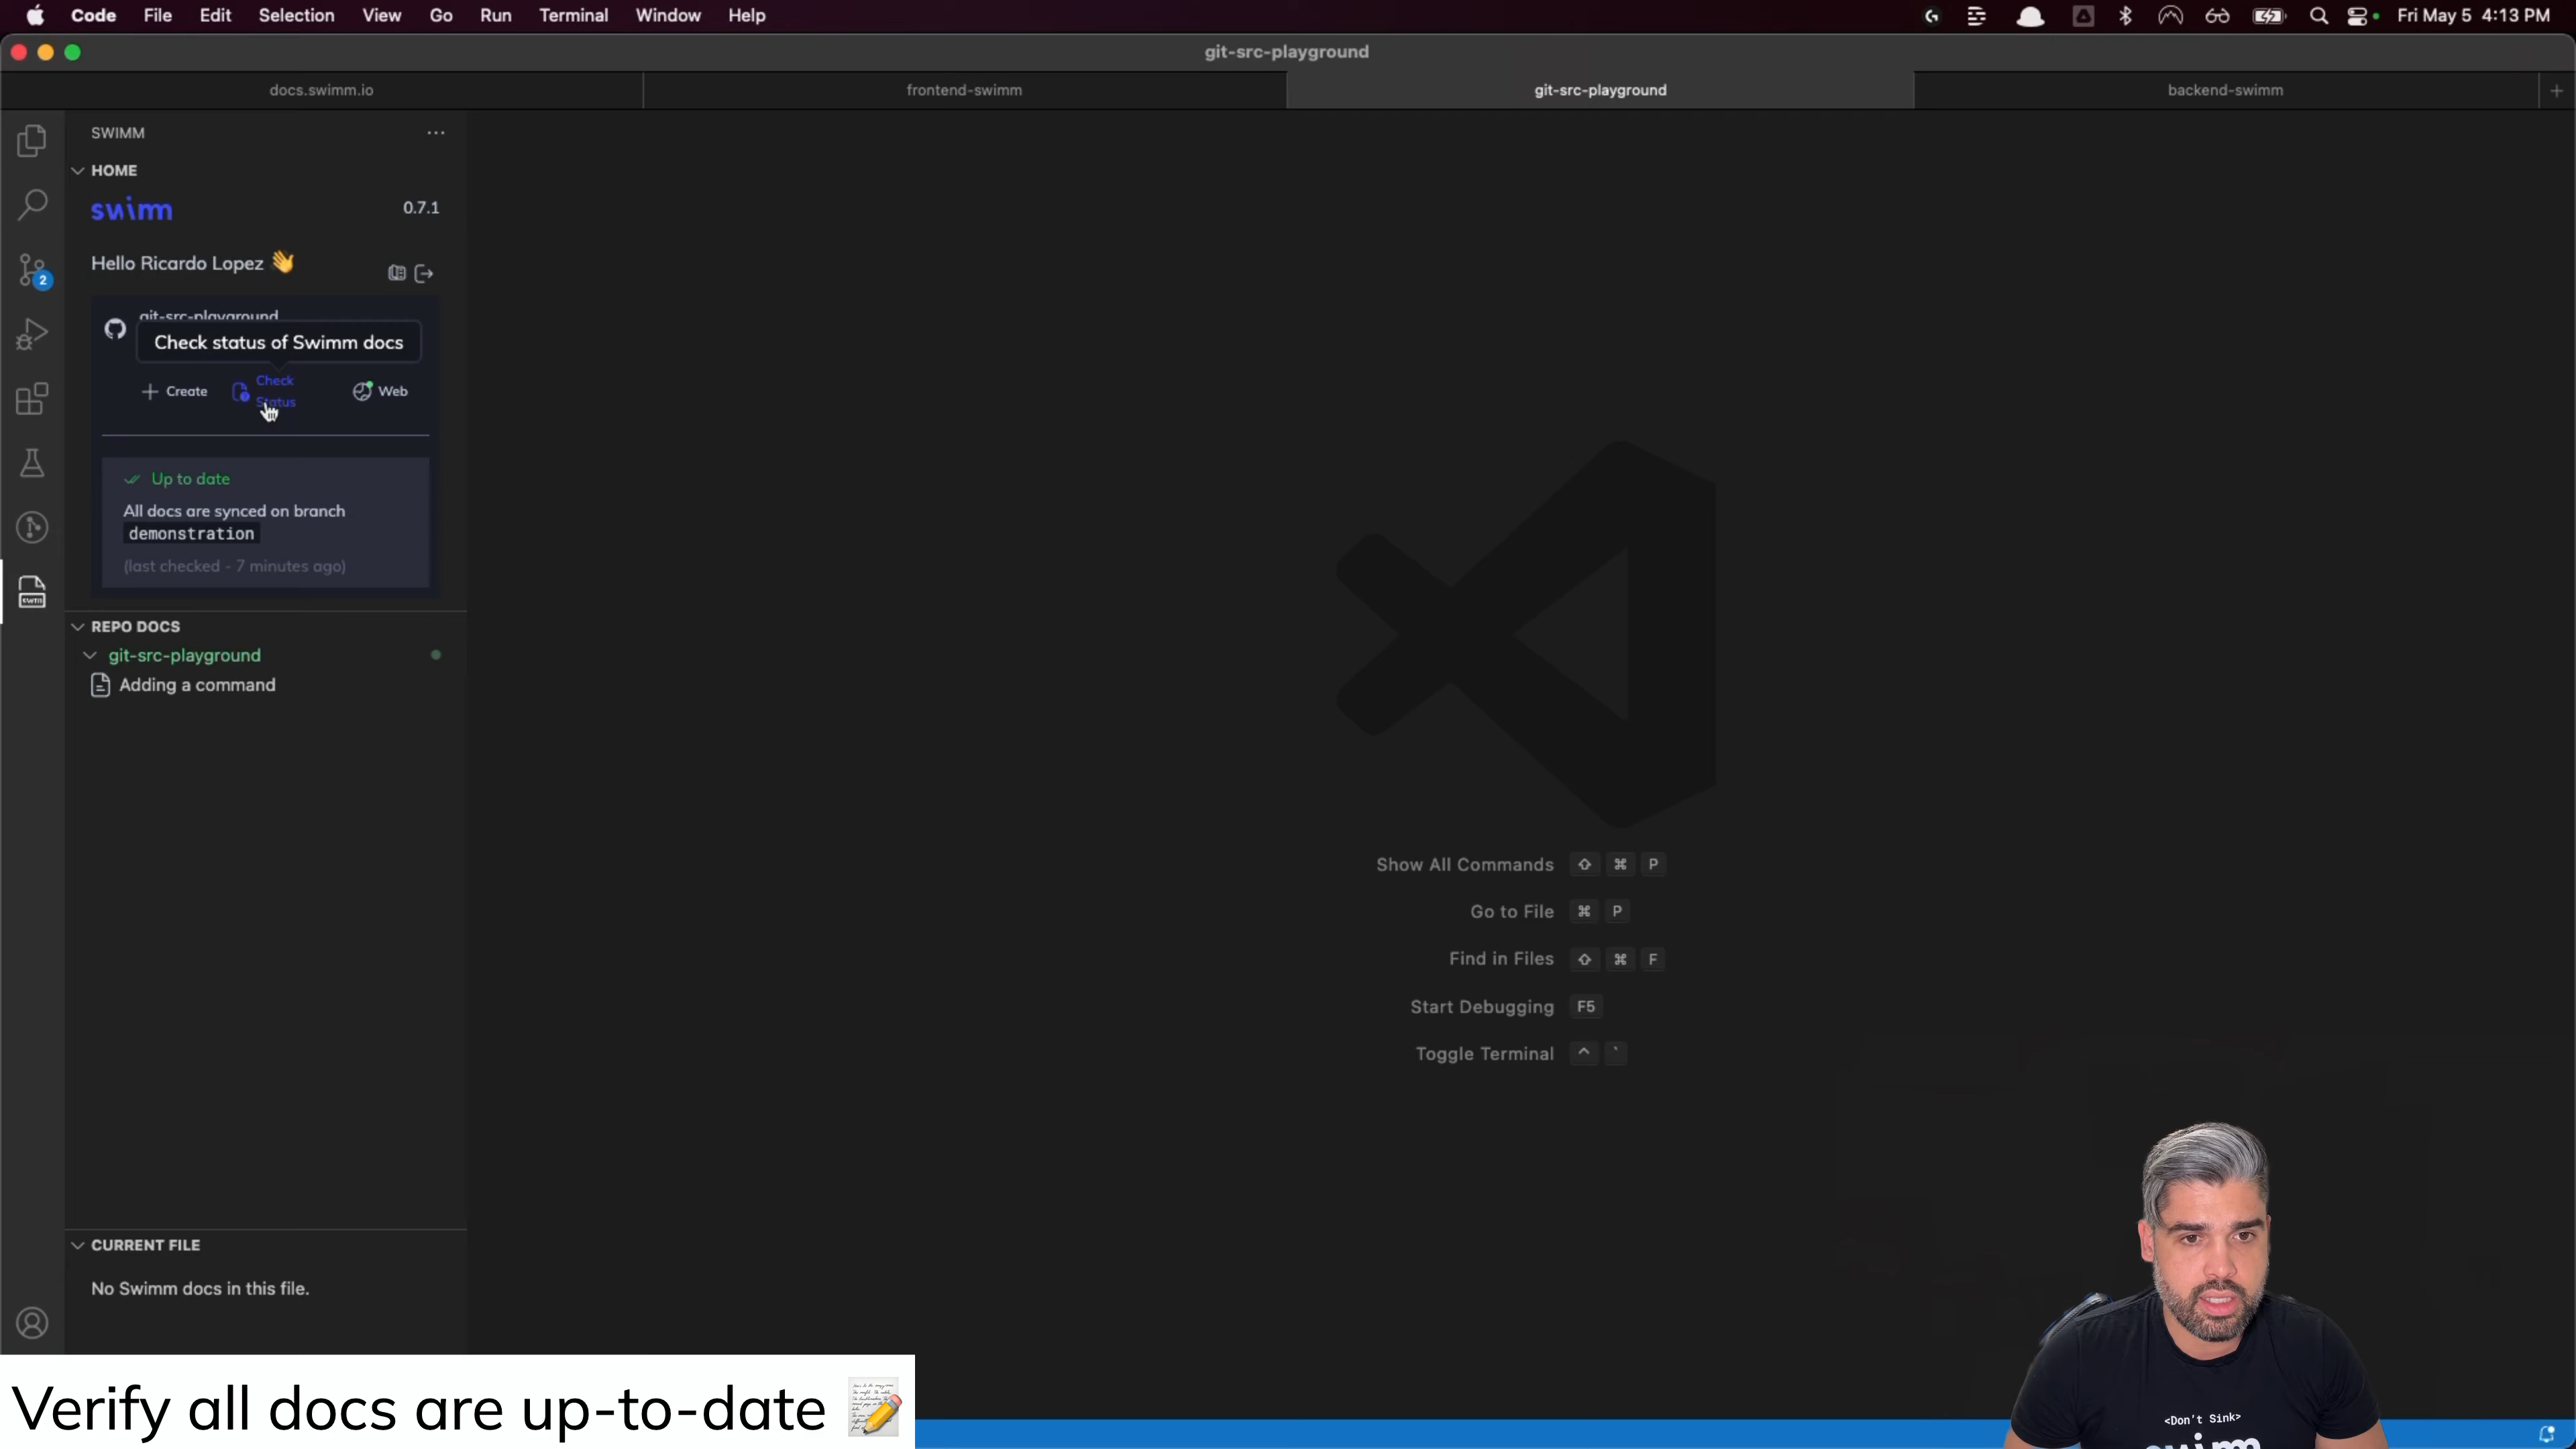 Code File Edit Selection View Go Run Terminal Window Help Fri May 5 4:13 PM
git-src-playground
docs.swimm.io frontend-swimm git-src-playground backend-swimm
SWIMM
HOME
swimm 0.7.1
Hello Ricardo Lopez 👋
git-src-playground
Check status of Swimm docs
Create Check Status Web
2
Up to date
All docs are synced on branch
demonstration
(last checked - 7 minutes ago)
REPO DOCS
git-src-playground
Adding a command
Show All Commands ⇧ ⌘ P
Go to File ⌘ P
Find in Files ⇧ ⌘ F
Start Debugging F5
Toggle Terminal ^ `
CURRENT FILE
No Swimm docs in this file.
Verify all docs are up-to-date 📝
<Don't Sink>
swimm